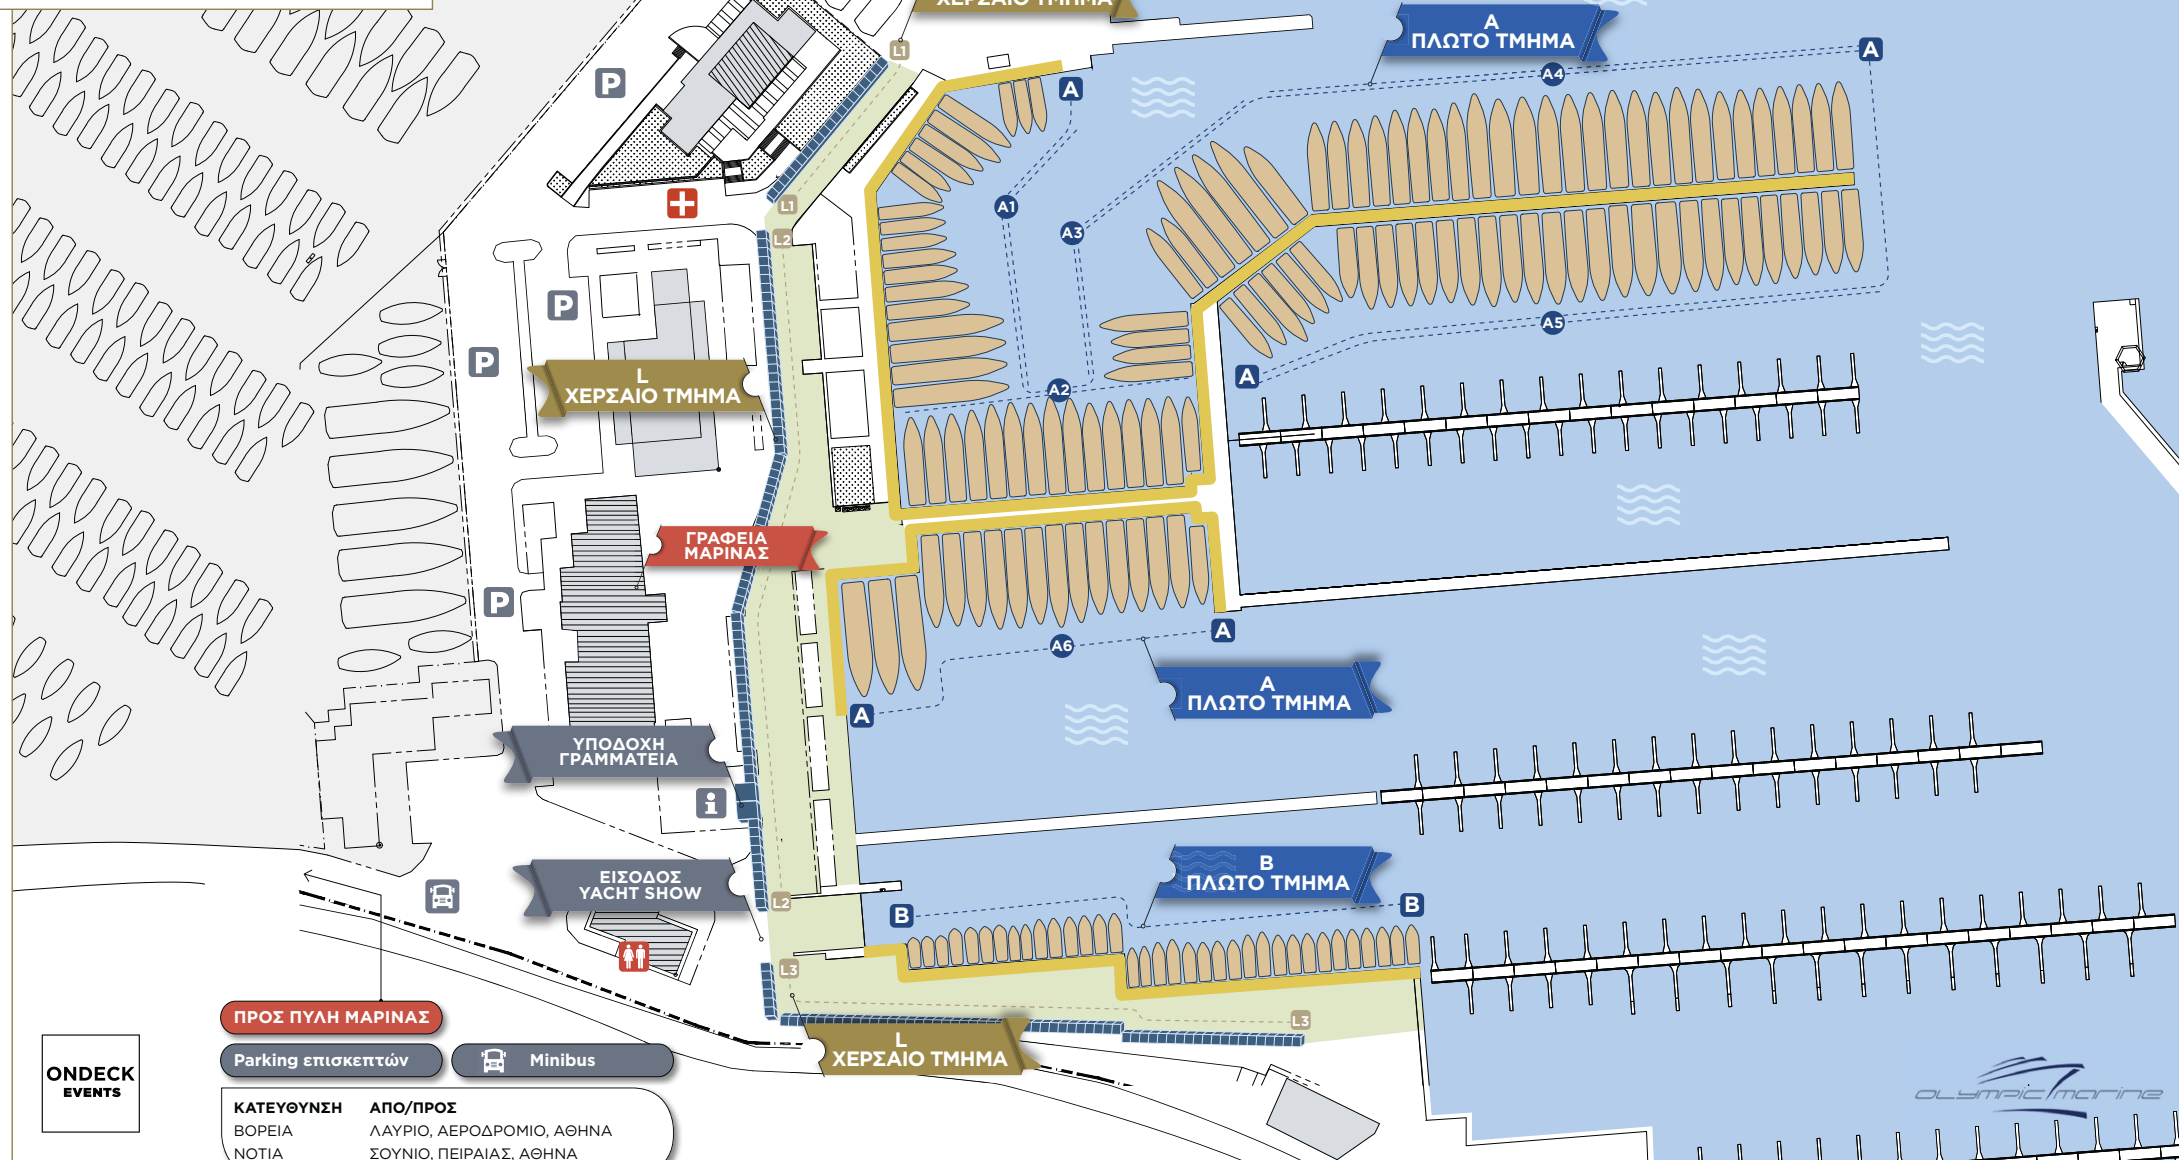 ΧΕΡΣΑΙΟ ΤΜΗΜΑ
A
ΠΛΩΤΟ ΤΜΗΜΑ
L1
A
A4
A
P
A1
A3
L1
L2
P
P
A5
A
A2
L
ΧΕΡΣΑΙΟ ΤΜΗΜΑ
ΓΡΑΦΕΙΑ
ΜΑΡΙΝΑΣ
P
A6
A
A
ΠΛΩΤΟ ΤΜΗΜΑ
A
ΥΠΟΔΟΧΗ
ΓΡΑΜΜΑΤΕΙΑ
i
B
ΠΛΩΤΟ ΤΜΗΜΑ
ΕΙΣΟΔΟΣ
YACHT SHOW
L2
B
B
L3
L3
L
ΧΕΡΣΑΙΟ ΤΜΗΜΑ
ΠΡΟΣ ΠΥΛΗ ΜΑΡΙΝΑΣ
Parking επισκεπτών
Minibus
ONDECK
EVENTS
ΚΑΤΕΥΘΥΝΣΗ ΑΠΟ/ΠΡΟΣ
ΒΟΡΕΙΑ ΛΑΥΡΙΟ, ΑΕΡΟΔΡΟΜΙΟ, ΑΘΗΝΑ
ΝΟΤΙΑ ΣΟΥΝΙΟ, ΠΕΙΡΑΙΑΣ, ΑΘΗΝΑ
OLYMPIC marine